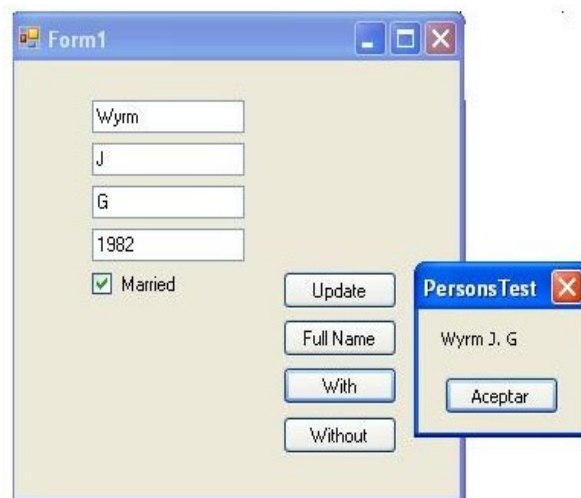 Form1
Wyrm
J
G
1982
Married
Update
Full Name
With
Without
PersonsTest
Wyrm J. G
Aceptar